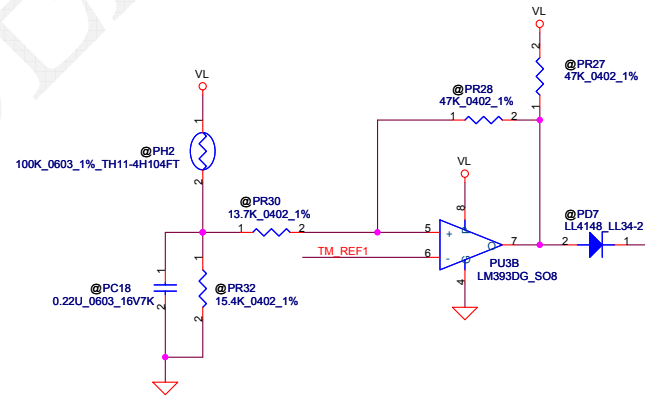 VL
2
@PR27
47K_0402_1%
1
@PR28
47K_0402_1%
1
2
VL
1
@PH2
100K_0603_1%_TH11-4H104FT
2
VL
@PR30
13.7K_0402_1%
1
2
8
5
+
P
O
7
6
-
G
TM_REF1
4
PU3B
LM393DG_SO8
@PD7
LL4148_LL34-2
2
1
1
@PC18
0.22U_0603_16V7K
2
1
@PR32
15.4K_0402_1%
2